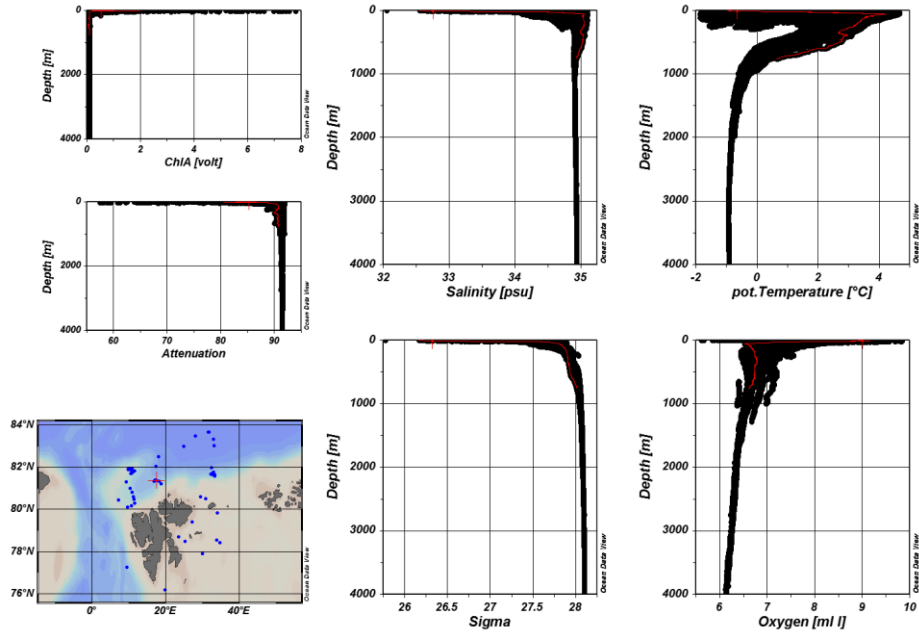 0
2000
4000
Depth [m]
0 2 4 6 8
ChlA [volt]
Ocean Data View
0
1000
2000
3000
4000
Depth [m]
32 33 34 35
Salinity [psu]
Ocean Data View
0
1000
2000
3000
4000
Depth [m]
-2 0 2 4
pot.Temperature [°C]
Ocean Data View
0
2000
4000
Depth [m]
60 70 80 90
Attenuation
Ocean Data View
84°N
82°N
80°N
78°N
76°N
0° 20°E 40°E
Ocean Data View
0
1000
2000
3000
4000
Depth [m]
26 26.5 27 27.5 28
Sigma
Ocean Data View
0
1000
2000
3000
4000
Depth [m]
6 7 8 9 10
Oxygen [ml l]
Ocean Data View